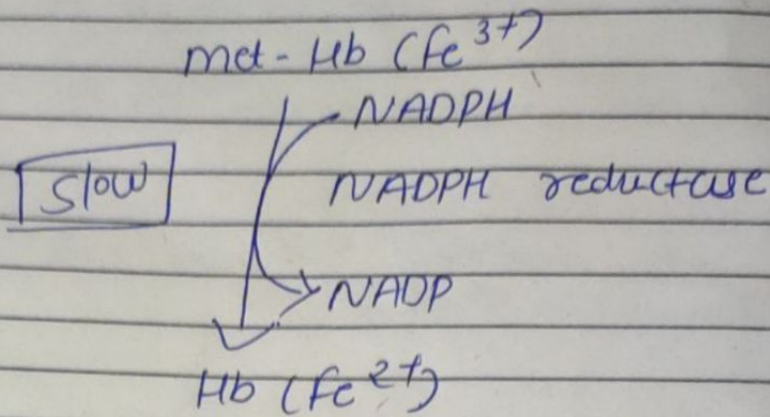 met-Hb (Fe³⁺)
NADPH
slow
NADPH reductase
NADP
Hb (Fe²⁺)